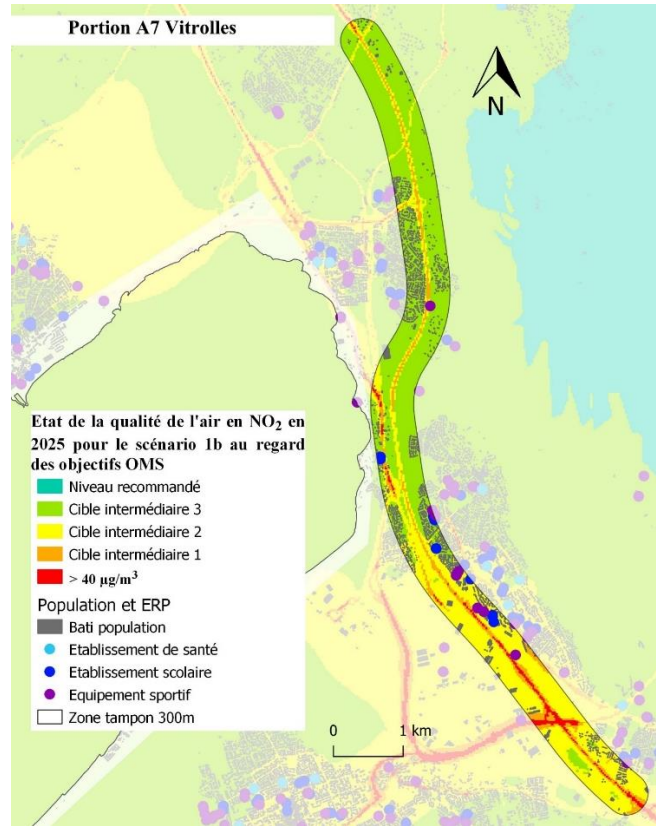 Portion A7 Vitrolles
N
Etat de la qualité de l'air en NO2 en
2025 pour le scénario 1b au regard
des objectifs OMS
Niveau recommandé
Cible intermédiaire 3
Cible intermédiaire 2
Cible intermédiaire 1
> 40 µg/m3
Population et ERP
Bati population
Etablissement de santé
Etablissement scolaire
Equipement sportif
Zone tampon 300m
0 1 km